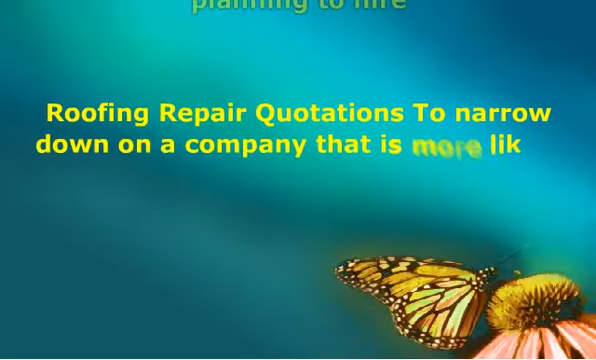 planning to hire
Roofing Repair Quotations To narrow
down on a company that is more lik